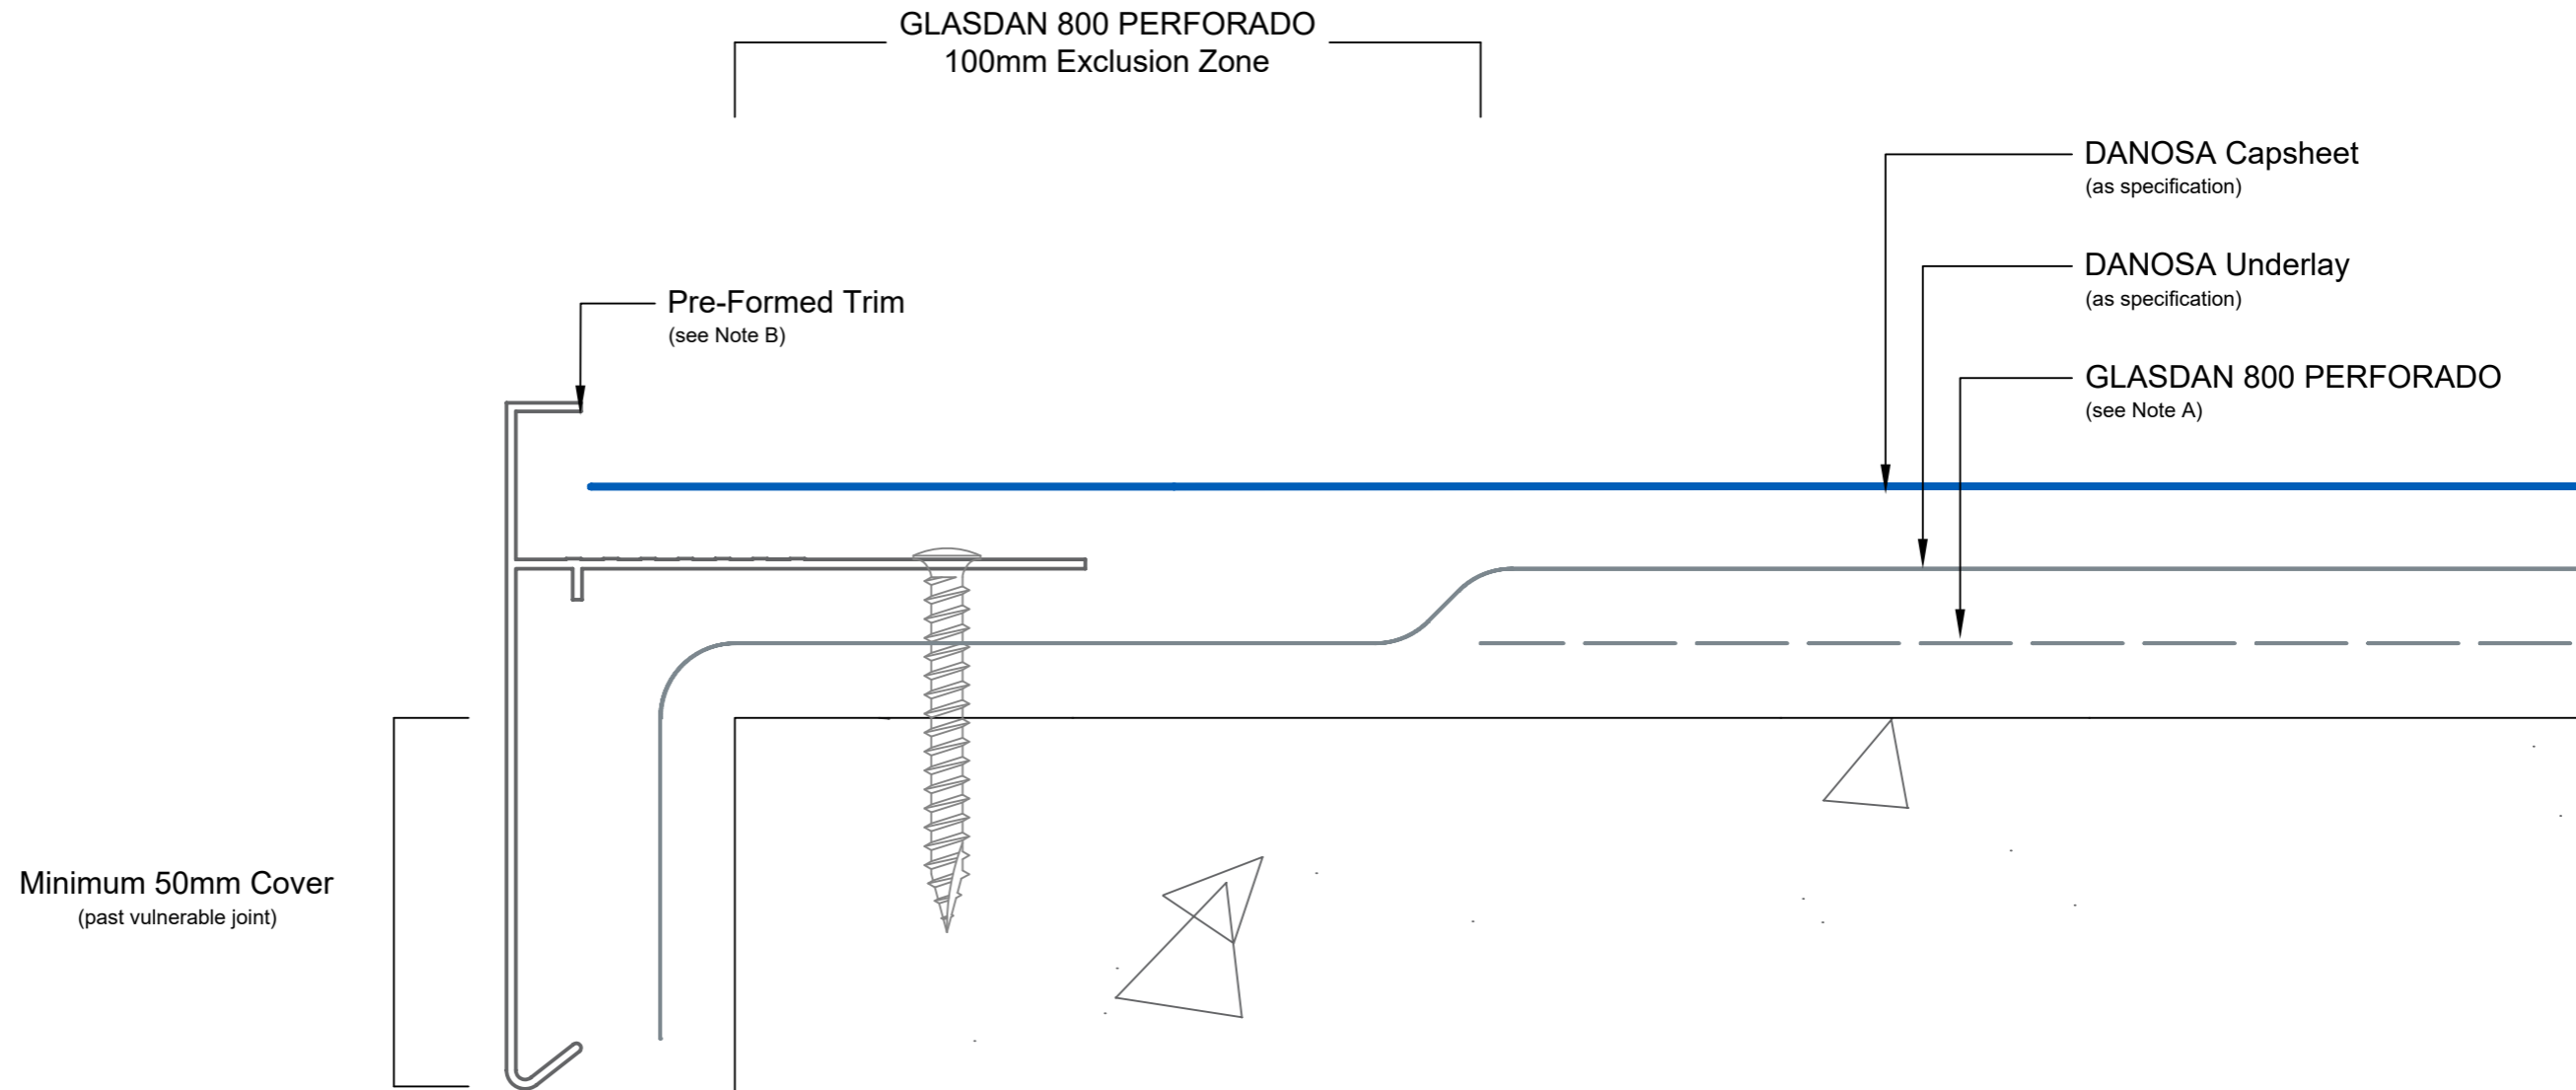 GLASDAN 800 PERFORADO
100mm Exclusion Zone
DANOSA Capsheet
(as specification)
DANOSA Underlay
(as specification)
Pre-Formed Trim
(see Note B)
GLASDAN 800 PERFORADO
(see Note A)
Minimum 50mm Cover
(past vulnerable joint)